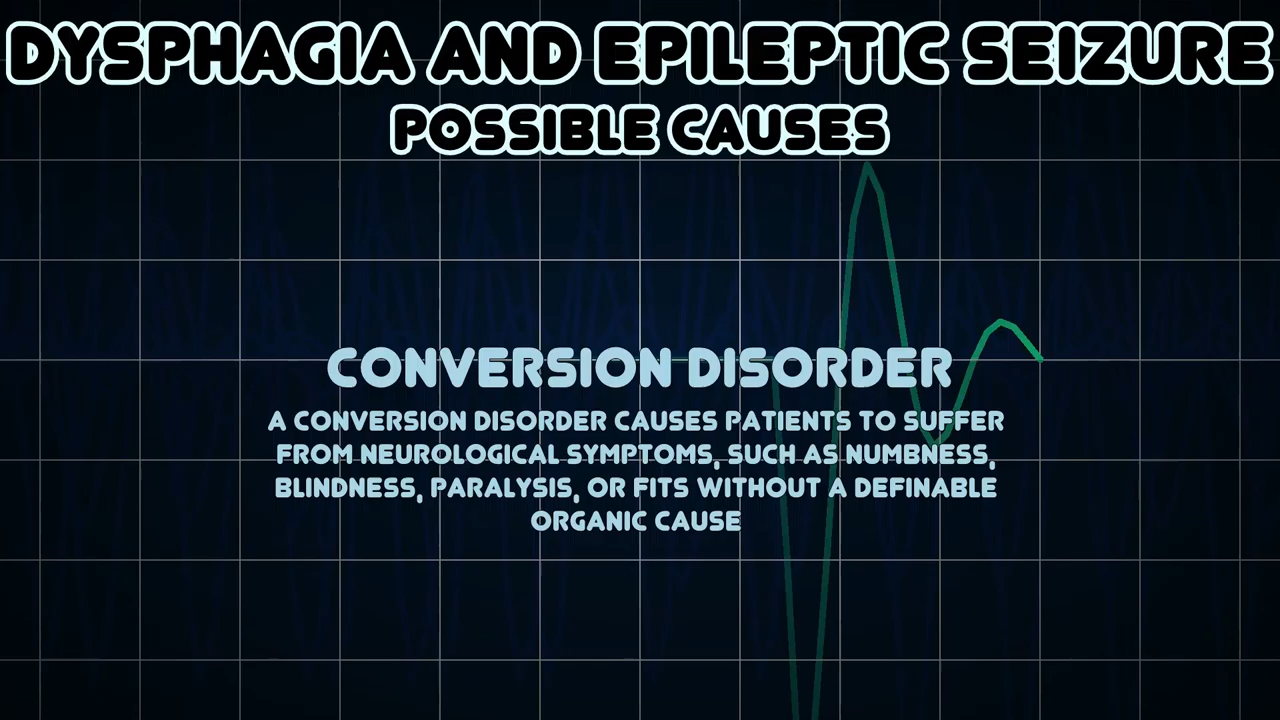 DYSPHAGIA AND EPILEPTIC SEIZURE
POSSIBLE CAUSES
CONVERSION DISORDER
A CONVERSION DISORDER CAUSES PATIENTS TO SUFFER
FROM NEUROLOGICAL SYMPTOMS, SUCH AS NUMBNESS,
BLINDNESS, PARALYSIS, OR FITS WITHOUT A DEFINABLE
ORGANIC CAUSE